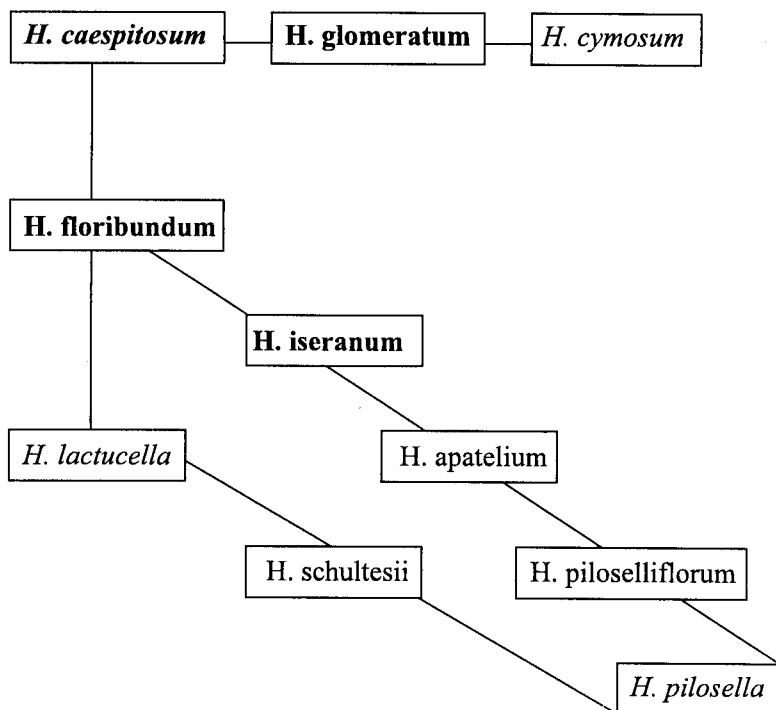 H. caespitosum
H. glomeratum
H. cymosum
H. floribundum
H. iseranum
H. lactucella
H. apatelium
H. schultesii
H. piloselliflorum
H. pilosella